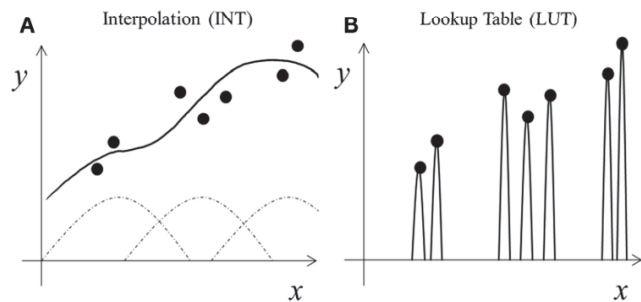 A Interpolation (INT)
y
x
B Lookup Table (LUT)
y
x